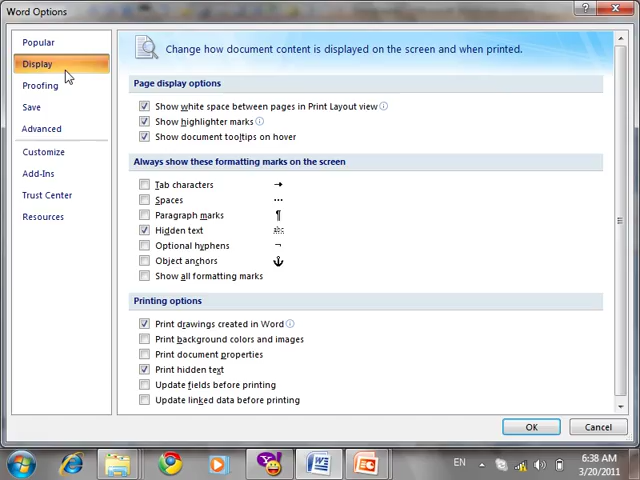 Word Options
Popular
Display
Proofing
Save
Advanced
Customize
Add-Ins
Trust Center
Resources
Change how document content is displayed on the screen and when printed.
Page display options
Show white space between pages in Print Layout view
Show highlighter marks
Show document tooltips on hover
Always show these formatting marks on the screen
Tab characters →
Spaces ···
Paragraph marks ¶
Hidden text abc
Optional hyphens ¬
Object anchors
Show all formatting marks
Printing options
Print drawings created in Word
Print background colors and images
Print document properties
Print hidden text
Update fields before printing
Update linked data before printing
OK Cancel
EN 6:38 AM
3/20/2011